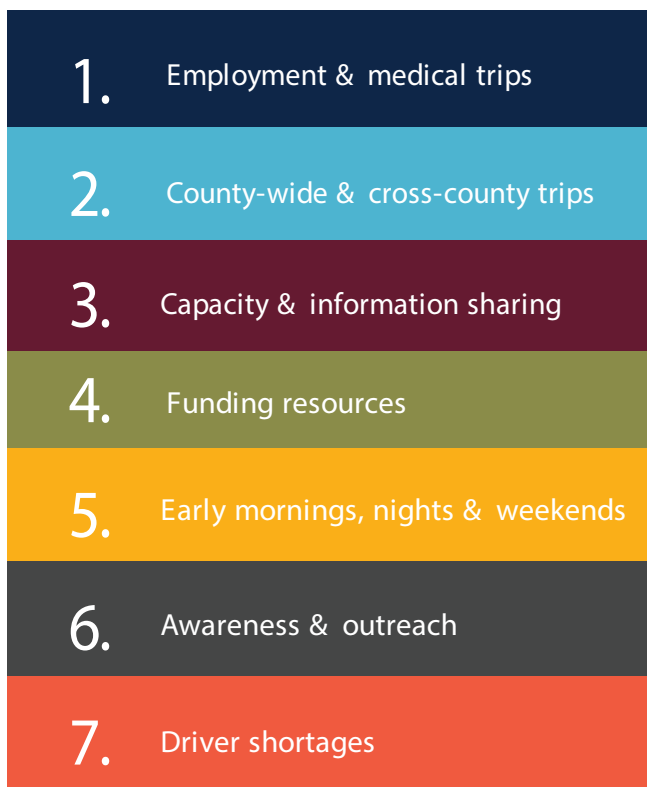 1. Employment & medical trips
2. County-wide & cross-county trips
3. Capacity & information sharing
4. Funding resources
5. Early mornings, nights & weekends
6. Awareness & outreach
7. Driver shortages